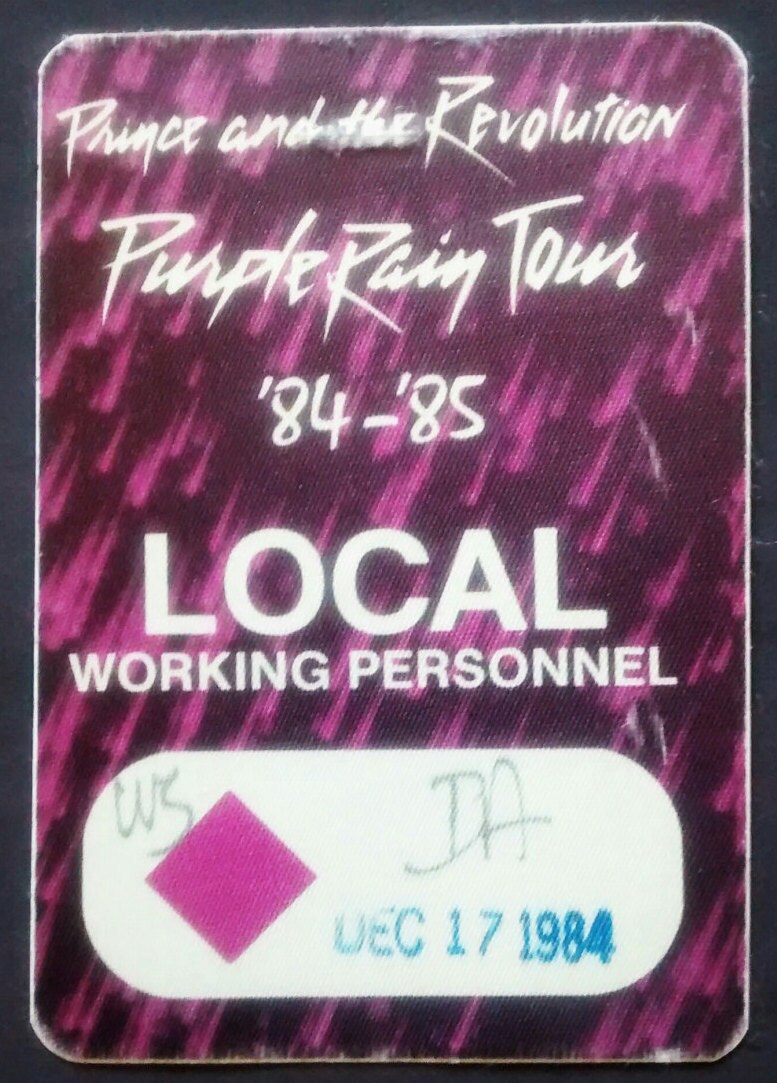 Prince and the Revolution
Purple Rain Tour
'84-'85
LOCAL
WORKING PERSONNEL
DEC 17 1984